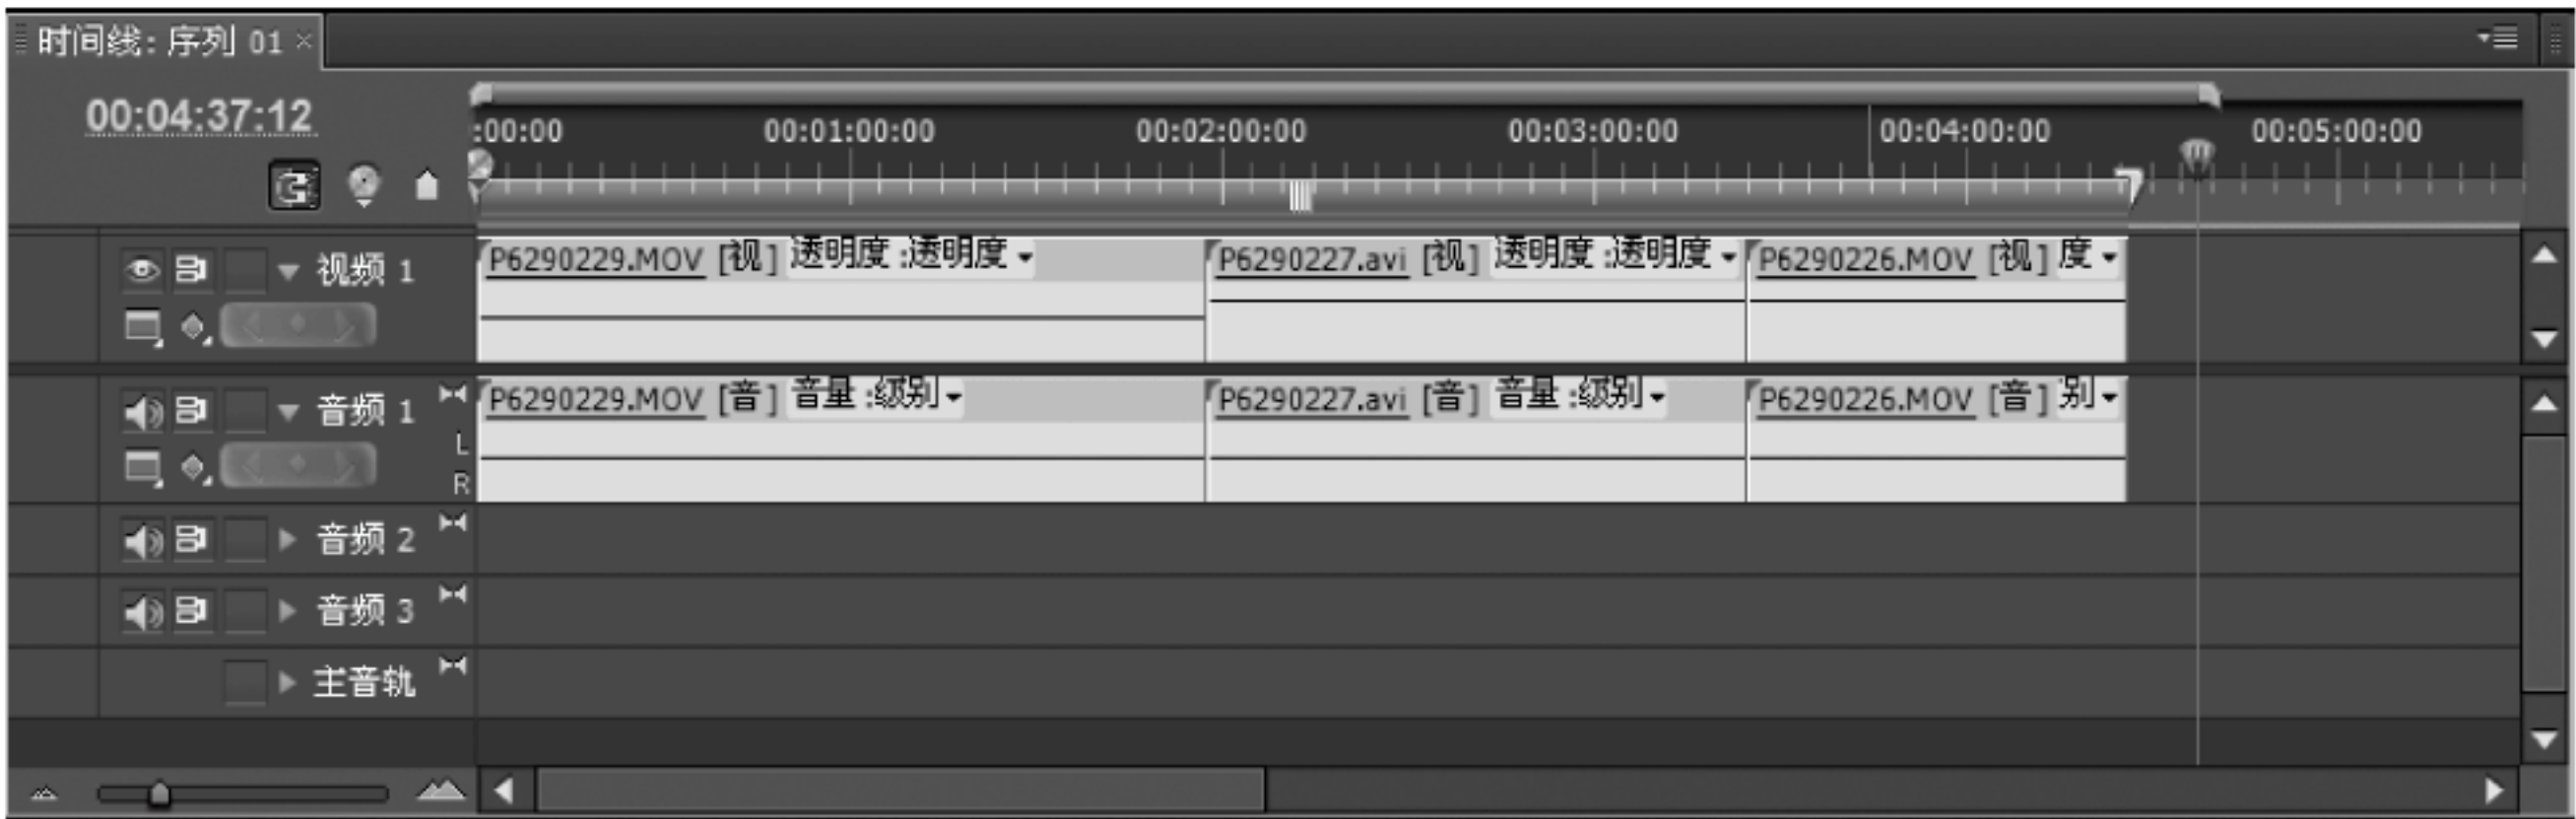 时间线: 序列 01 ×
00:04:37:12
:00:00 00:01:00:00 00:02:00:00 00:03:00:00 00:04:00:00 00:05:00:00
视频 1 P6290229.MOV [视] 透明度:透明度 P6290227.avi [视] 透明度:透明度 P6290226.MOV [视] 度
音频 1 P6290229.MOV [音] 音量:级别 P6290227.avi [音] 音量:级别 P6290226.MOV [音] 别
L
R
音频 2
音频 3
主音轨